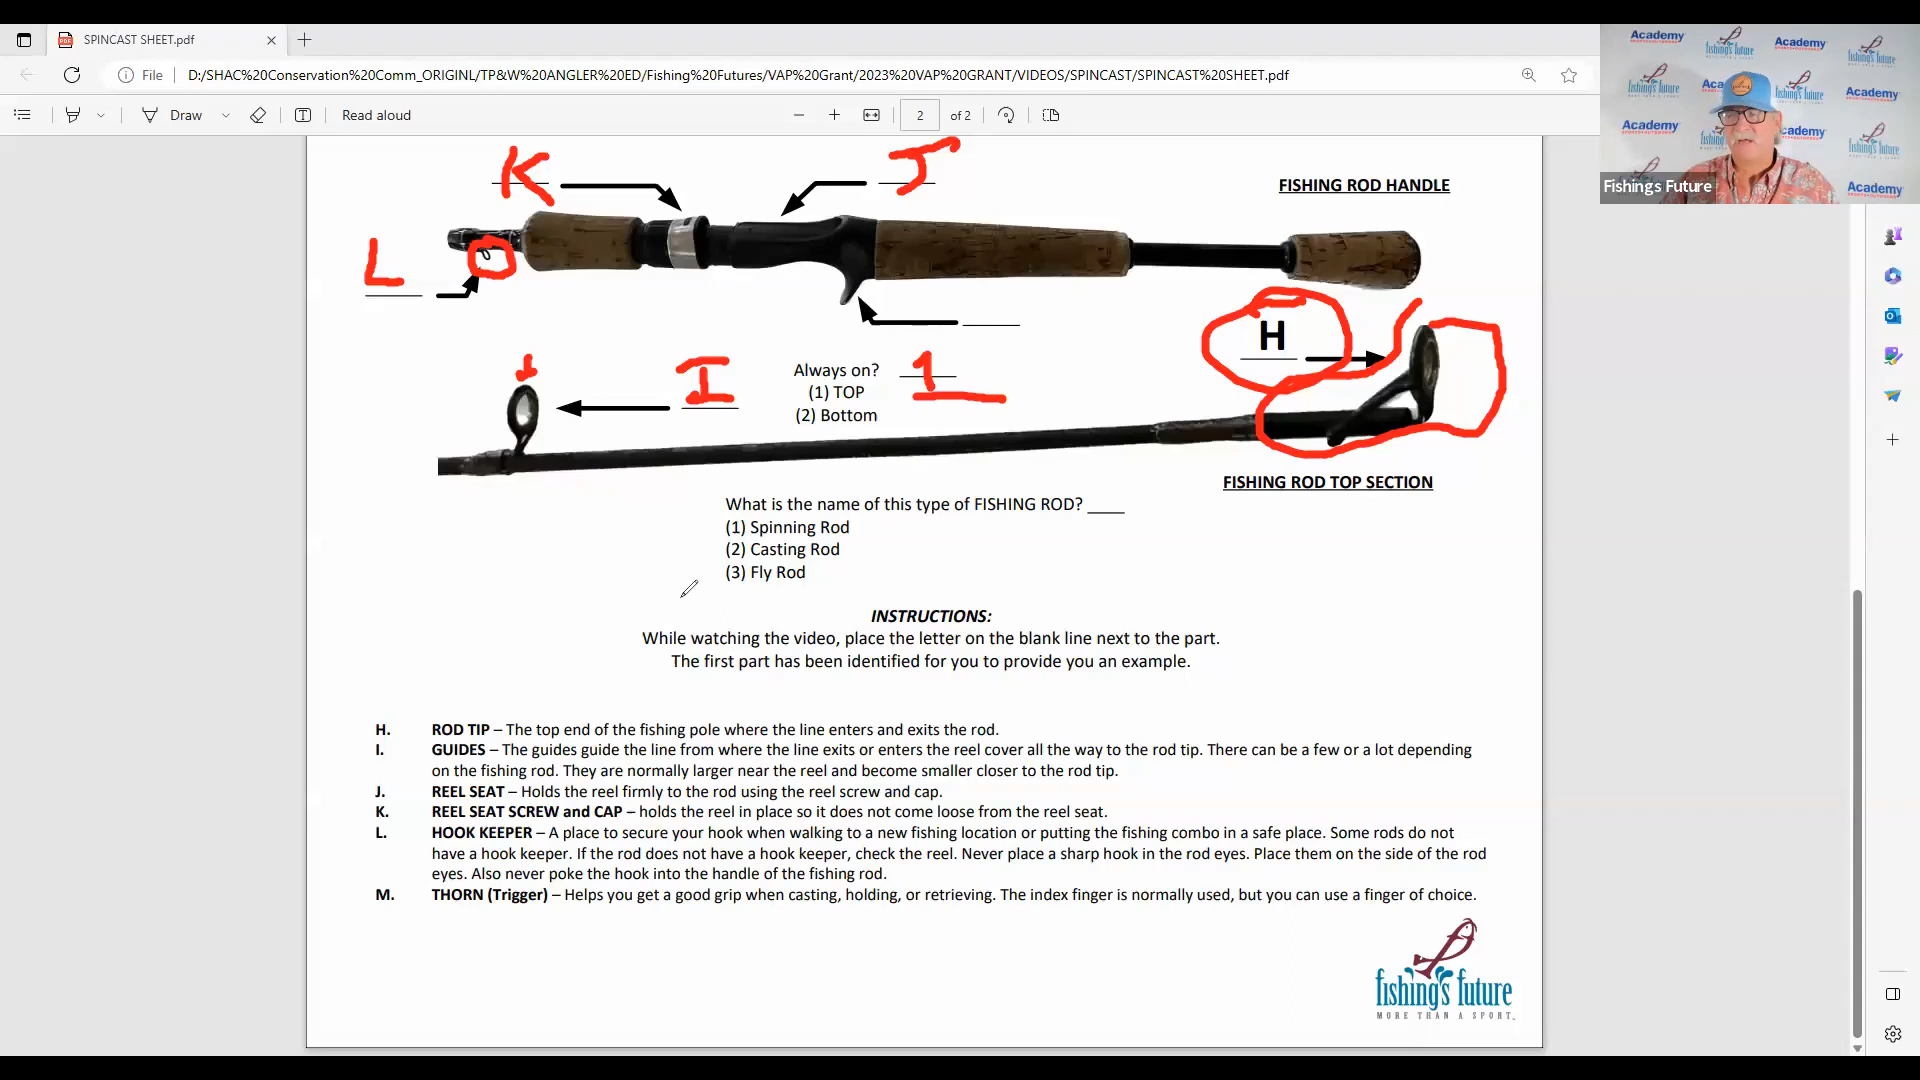 SPINCAST SHEET.pdf
File
D:/SHAC%20Conservation%20Comm_ORIGINL/TP&W%20ANGLER%20ED/Fishing%20Futures/VAP%20Grant/2023%20VAP%20GRANT/VIDEOS/SPINCAST/SPINCAST%20SHEET.pdf
Draw
Read aloud
2
of 2
Academy
fishing's future
Fishings Future
K
J
FISHING ROD HANDLE
L
H
I
Always on?
1
(1) TOP
(2) Bottom
FISHING ROD TOP SECTION
What is the name of this type of FISHING ROD? ____
(1) Spinning Rod
(2) Casting Rod
(3) Fly Rod
INSTRUCTIONS:
While watching the video, place the letter on the blank line next to the part.
The first part has been identified for you to provide you an example.
H. ROD TIP – The top end of the fishing pole where the line enters and exits the rod.
I. GUIDES – The guides guide the line from where the line exits or enters the reel cover all the way to the rod tip. There can be a few or a lot depending
on the fishing rod. They are normally larger near the reel and become smaller closer to the rod tip.
J. REEL SEAT – Holds the reel firmly to the rod using the reel screw and cap.
K. REEL SEAT SCREW and CAP – holds the reel in place so it does not come loose from the reel seat.
L. HOOK KEEPER – A place to secure your hook when walking to a new fishing location or putting the fishing combo in a safe place. Some rods do not
have a hook keeper. If the rod does not have a hook keeper, check the reel. Never place a sharp hook in the rod eyes. Place them on the side of the rod
eyes. Also never poke the hook into the handle of the fishing rod.
M. THORN (Trigger) – Helps you get a good grip when casting, holding, or retrieving. The index finger is normally used, but you can use a finger of choice.
fishing's future
MORE THAN A SPORT.